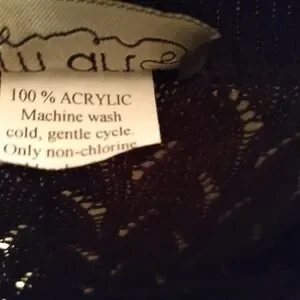 100 % ACRYLIC
Machine wash
cold, gentle cycle.
Only non-chlorine